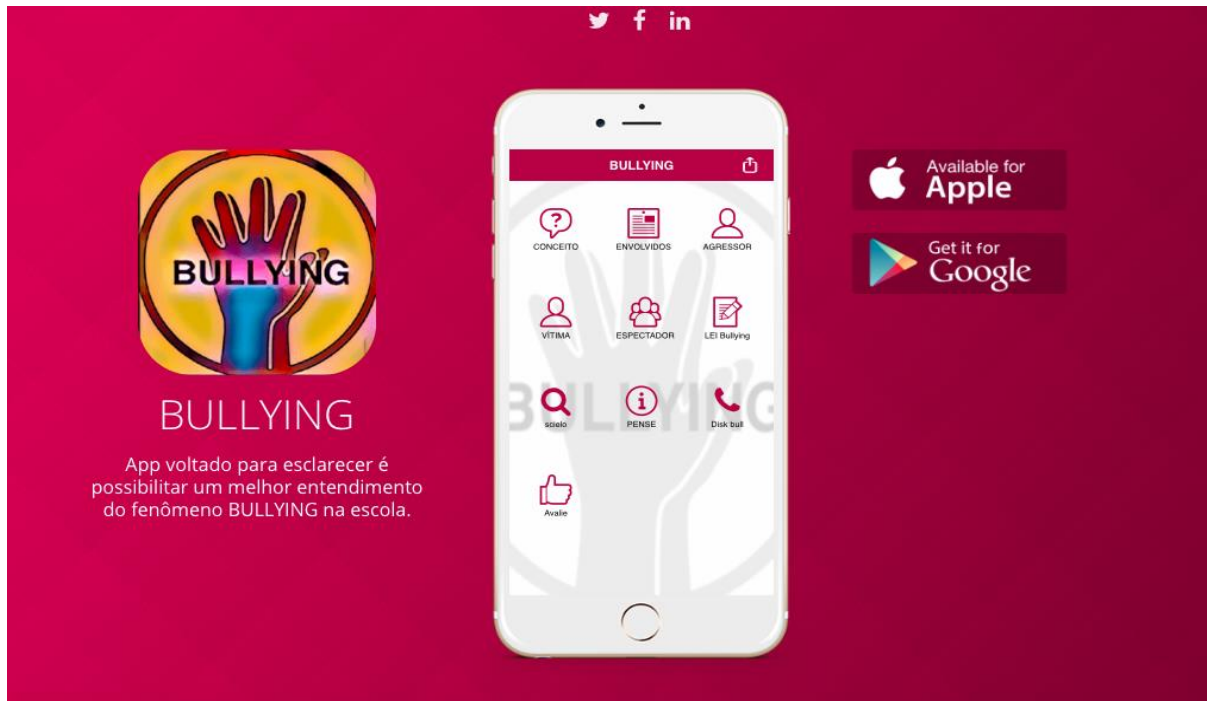 BULLYING
BULLYING
App voltado para esclarecer é
possibilitar um melhor entendimento
do fenômeno BULLYING na escola.
BULLYING
CONCEITO
ENVOLVIDOS
AGRESSOR
VÍTIMA
ESPECTADOR
LEI Bullying
scielo
PENSE
Disk bull
Avalie
BULLYING
Available for
Apple
Get it for
Google